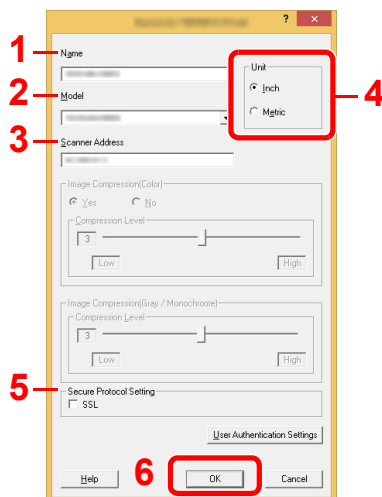 ?
×
1
Name
Unit
Inch
2
Model
4
Metric
3
Scanner Address
Image Compression(Color)
Yes
No
Compression Level
3
Low
High
Image Compression(Gray / Monochrome)
Compression Level
3
Low
High
5
Secure Protocol Setting
SSL
User Authentication Settings
Help
6
OK
Cancel